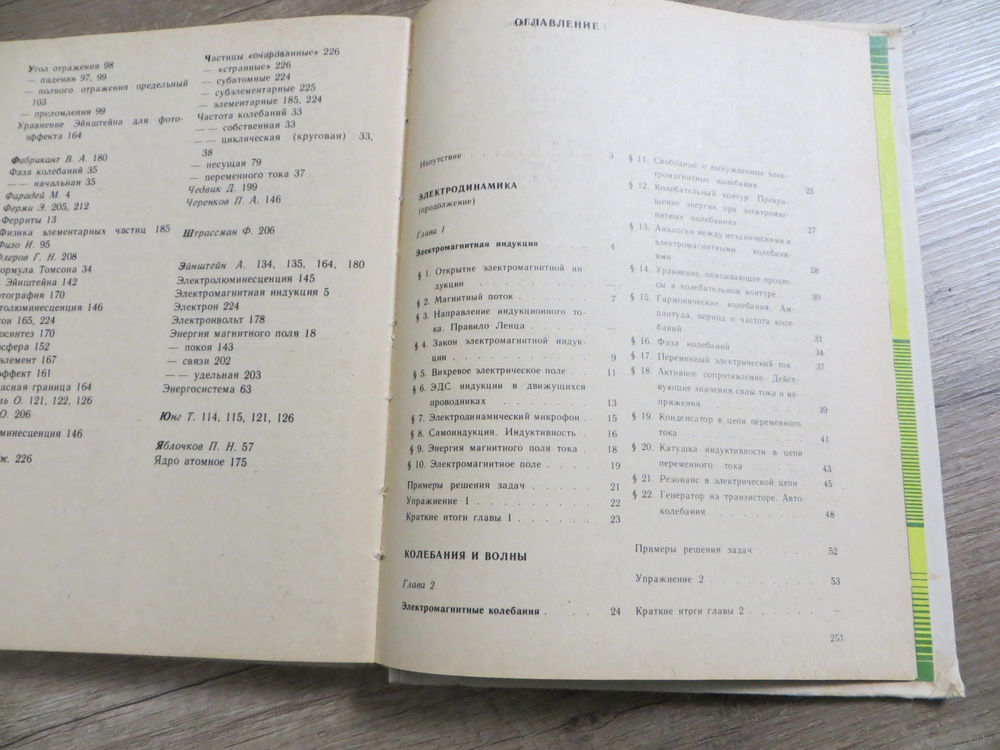 Угол отражения 98
— падения 97, 99
— полного отражения предельный
103
— преломления 99
Уравнение Эйнштейна для фото-
эффекта 164
Фабрикант В. А. 180
Фаза колебаний 35
— — начальная 35
Фарадей М. 4
Ферми Э. 205, 212
Ферриты 13
Физика элементарных частиц 185
Физо И. 95
Флеров Г. Н. 208
Формула Томсона 34
Эйнштейна 142
170
146
165, 224
170
152
167
161
граница 164
О. 121, 122, 126
О. 206
146
226
Частицы «очарованные» 226
— «странные» 226
— субатомные 224
— субэлементарные 225
— элементарные 185, 224
Частота колебаний 33
— — собственная 33
— — циклическая (круговая) 33,
38
— несущая 79
— переменного тока 37
Чедвик Д. 199
Черенков П. А. 146
Штрассман Ф. 206
Эйнштейн А. 134, 135, 164, 180
Электролюминесценция 145
Электромагнитная индукция 5
Электрон 224
Электронвольт 178
Энергия магнитного поля 18
— покоя 143
— связи 202
— — удельная 203
Энергосистема 63
Юнг Т. 114, 115, 121, 126
Яблочков П. Н. 57
Ядро атомное 175
ОГЛАВЛЕНИЕ
Напутствие . . . . . . . . . 3
ЭЛЕКТРОДИНАМИКА
(продолжение)
Глава 1
Электромагнитная индукция . . . . 4
§ 1. Открытие электромагнитной ин-
дукции . . . . . . . . —
§ 2. Магнитный поток . . . . . 7
§ 3. Направление индукционного то-
ка. Правило Ленца . . . . . —
§ 4. Закон электромагнитной индук-
ции . . . . . . . . . 9
§ 5. Вихревое электрическое поле . . 11
§ 6. ЭДС индукции в движущихся
проводниках . . . . . . 13
§ 7. Электродинамический микрофон . 15
§ 8. Самоиндукция. Индуктивность . 16
§ 9. Энергия магнитного поля тока . 18
§ 10. Электромагнитное поле . . . 19
Примеры решения задач . . . . . 21
Упражнение 1 . . . . . . . . 22
Краткие итоги главы 1 . . . . . . 23
КОЛЕБАНИЯ И ВОЛНЫ
Глава 2
Электромагнитные колебания . . . . 24
§ 11. Свободные и вынужденные элек-
тромагнитные колебания . . . 25
§ 12. Колебательный контур. Превра-
щение энергии при электромаг-
нитных колебаниях . . . . 27
§ 13. Аналогия между механическими и
электромагнитными колебани-
ями . . . . . . . . . 28
§ 14. Уравнение, описывающее процес-
сы в колебательном контуре . . 30
§ 15. Гармонические колебания. Ам-
плитуда, период и частота коле-
баний . . . . . . . . 31
§ 16. Фаза колебаний . . . . . 34
§ 17. Переменный электрический ток . 37
§ 18. Активное сопротивление. Дейст-
вующие значения силы тока и на-
пряжения . . . . . . . 39
§ 19. Конденсатор в цепи переменного
тока . . . . . . . . . 41
§ 20. Катушка индуктивности в цепи
переменного тока . . . . . 43
§ 21. Резонанс в электрической цепи . 45
§ 22. Генератор на транзисторе. Авто-
колебания . . . . . . . 48
Примеры решения задач . . . . . 52
Упражнение 2 . . . . . . . . 53
Краткие итоги главы 2 . . . . . . —
251